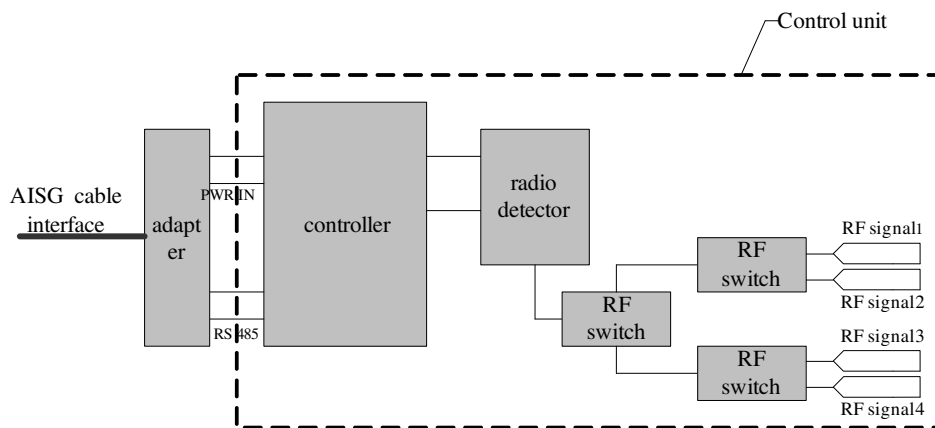 Control unit
AISG cable
interface
adapt
er
PWR IN
RS 485
controller
radio
detector
RF
switch
RF
switch
RF
switch
RF signal1
RF signal2
RF signal3
RF signal4